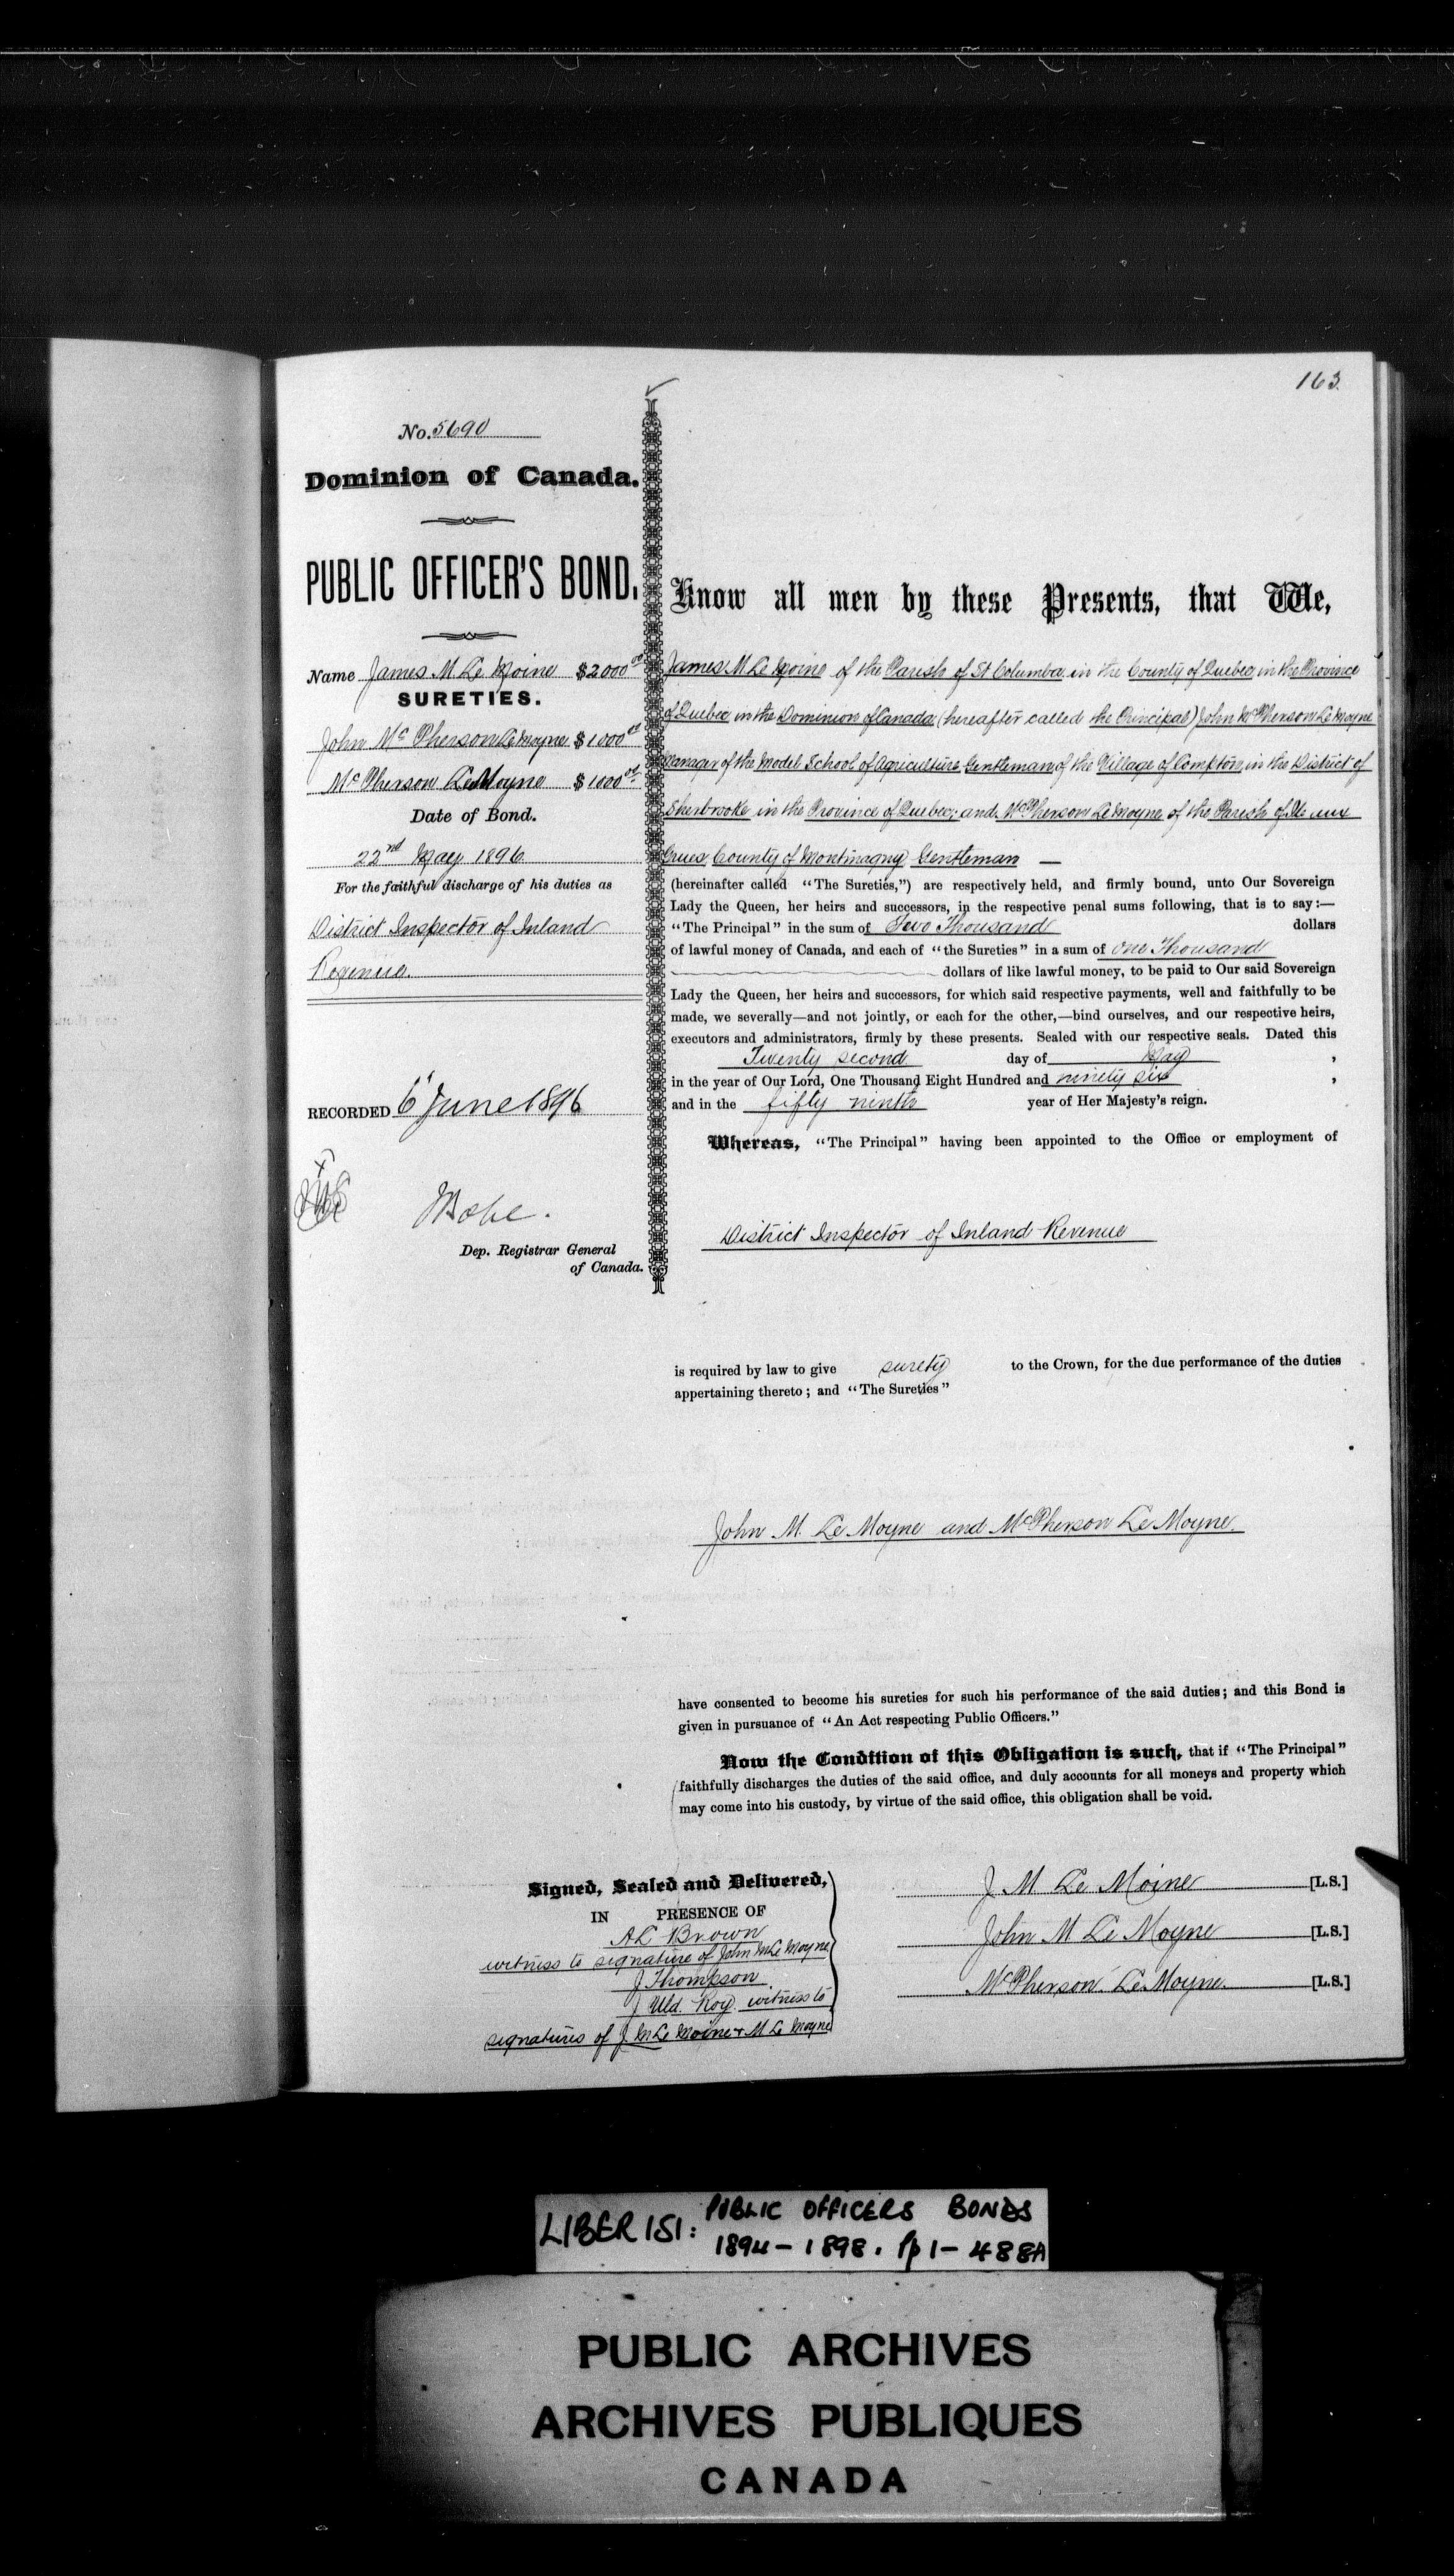 163
No. 5690
Dominion of Canada.
PUBLIC OFFICER'S BOND.
Name James M Le Moine $2000 00
SURETIES.
John Mc Pherson LeMoyne $1000 00
Mc Pherson LeMoyne $1000 00
Date of Bond.
22nd May 1896
For the faithful discharge of his duties as
District Inspector of Inland
Revenue.
RECORDED 6 June 1896
Dep. Registrar General
of Canada.
Know all men by these Presents, that We,
James M Le Moine of the Parish of St Columba in the County of Quebec in the Province
of Quebec in the Dominion of Canada (hereafter called the Principal) John McPherson LeMoyne
Manager of the Model School of Agriculture, Gentleman of the Village of Compton, in the District of
Sherbrooke in the Province of Quebec; and McPherson LeMoyne of the Parish of Ile aux
Grues County of Montmagny Gentleman —
(hereinafter called "The Sureties,") are respectively held, and firmly bound, unto Our Sovereign
Lady the Queen, her heirs and successors, in the respective penal sums following, that is to say:—
"The Principal" in the sum of Two Thousand dollars
of lawful money of Canada, and each of "the Sureties" in a sum of one Thousand
dollars of like lawful money, to be paid to Our said Sovereign
Lady the Queen, her heirs and successors, for which said respective payments, well and faithfully to be
made, we severally—and not jointly, or each for the other,—bind ourselves, and our respective heirs,
executors and administrators, firmly by these presents. Sealed with our respective seals. Dated this
Twenty second day of May ,
in the year of Our Lord, One Thousand Eight Hundred and ninety six ,
and in the fifty ninth year of Her Majesty's reign.
Whereas, "The Principal" having been appointed to the Office or employment of
District Inspector of Inland Revenue
is required by law to give surety to the Crown, for the due performance of the duties
appertaining thereto; and "The Sureties"
John M. Le Moyne and McPherson Le Moyne.
have consented to become his sureties for such his performance of the said duties; and this Bond is
given in pursuance of "An Act respecting Public Officers."
Now the Condition of this Obligation is such, that if "The Principal"
faithfully discharges the duties of the said office, and duly accounts for all moneys and property which
may come into his custody, by virtue of the said office, this obligation shall be void.
Signed, Sealed and Delivered,
IN PRESENCE OF
A L Brown
witness to signature of John M Le Moyne
J Thompson
J Uld. Roy witness to
signatures of J. M Le Moine & M Le Moyne
J M Le Moine [L.S.]
John M Le Moyne [L.S.]
McPherson LeMoyne. [L.S.]
LIBER 151: PUBLIC OFFICERS BONDS
1894-1898. pp 1-488A
PUBLIC ARCHIVES
ARCHIVES PUBLIQUES
CANADA